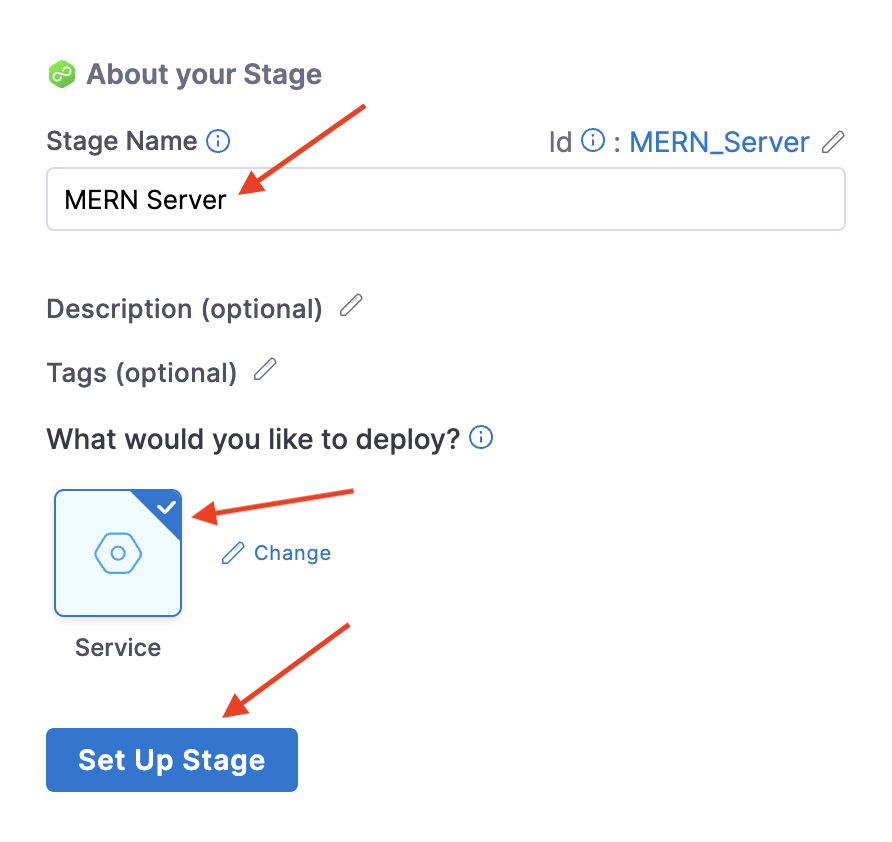 About your Stage
Stage Name Id : MERN_Server
MERN Server
Description (optional)
Tags (optional)
What would you like to deploy?
Change
Service
Set Up Stage